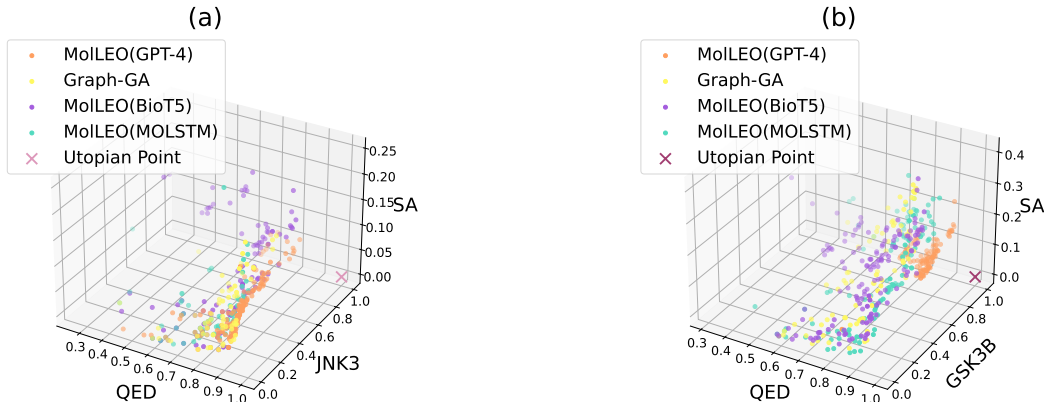 (a)
MolLEO(GPT-4)
Graph-GA
MolLEO(BioT5)
MolLEO(MOLSTM)
Utopian Point
0.25
0.20
0.15
0.10
0.05
0.00
SA
0.3
0.4
0.5
0.6
0.7
0.8
0.9
1.0
QED
0.0
0.2
0.4
0.6
0.8
1.0
JNK3
(b)
MolLEO(GPT-4)
Graph-GA
MolLEO(BioT5)
MolLEO(MOLSTM)
Utopian Point
0.4
0.3
0.2
0.1
0.0
SA
0.3
0.4
0.5
0.6
0.7
0.8
0.9
1.0
QED
0.0
0.2
0.4
0.6
0.8
1.0
GSK3B